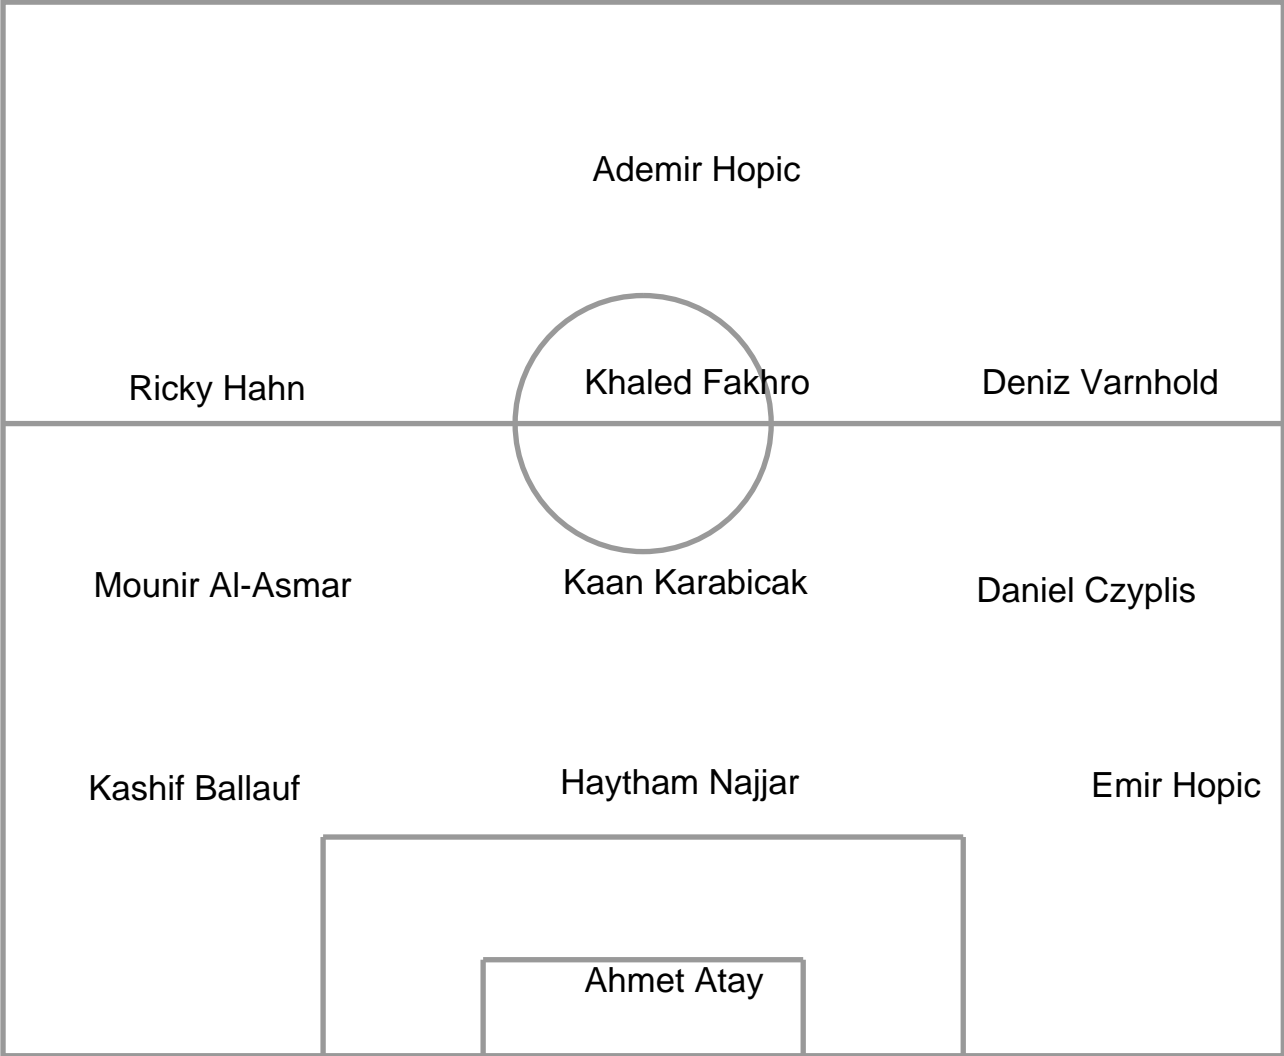 Ademir Hopic
Ricky Hahn
Khaled Fakhro
Deniz Varnhold
Mounir Al-Asmar
Kaan Karabicak
Daniel Czyplis
Kashif Ballauf
Haytham Najjar
Emir Hopic
Ahmet Atay